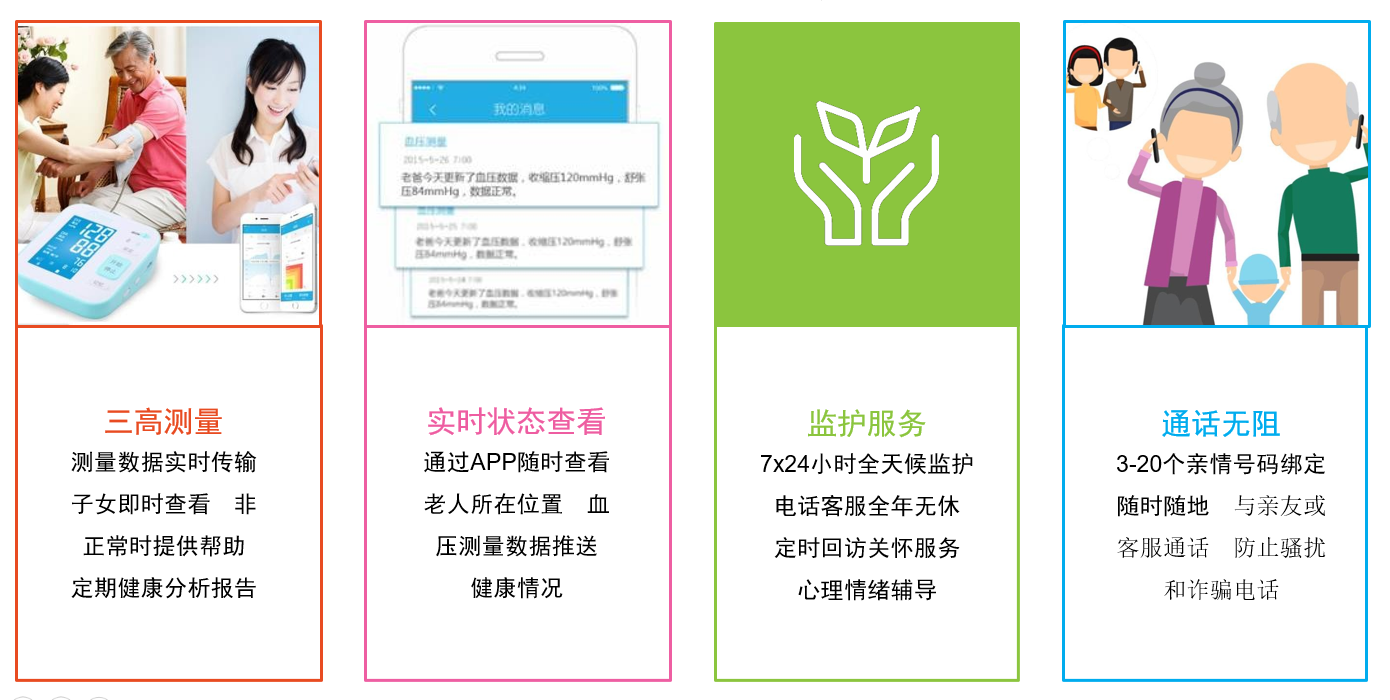 128
88
76
4:34
100%
我的消息
血压测量
2015-5-26 7:00
老爸今天更新了血压数据，收缩压120mmHg，舒张
压84mmHg，数据正常。
血压测量
2015-5-25 7:00
老爸今天更新了血压数据，收缩压120mmHg，舒张
压84mmHg，数据正常。
2015-5-24 7:00
老爸今天更新了血压数据，收缩压120mmHg，舒张
压84mmHg，数据正常。
三高测量
测量数据实时传输
子女即时查看 非
正常时提供帮助
定期健康分析报告
实时状态查看
通过APP随时查看
老人所在位置 血
压测量数据推送
健康情况
监护服务
7x24小时全天候监护
电话客服全年无休
定时回访关怀服务
心理情绪辅导
通话无阻
3-20个亲情号码绑定
随时随地 与亲友或
客服通话 防止骚扰
和诈骗电话